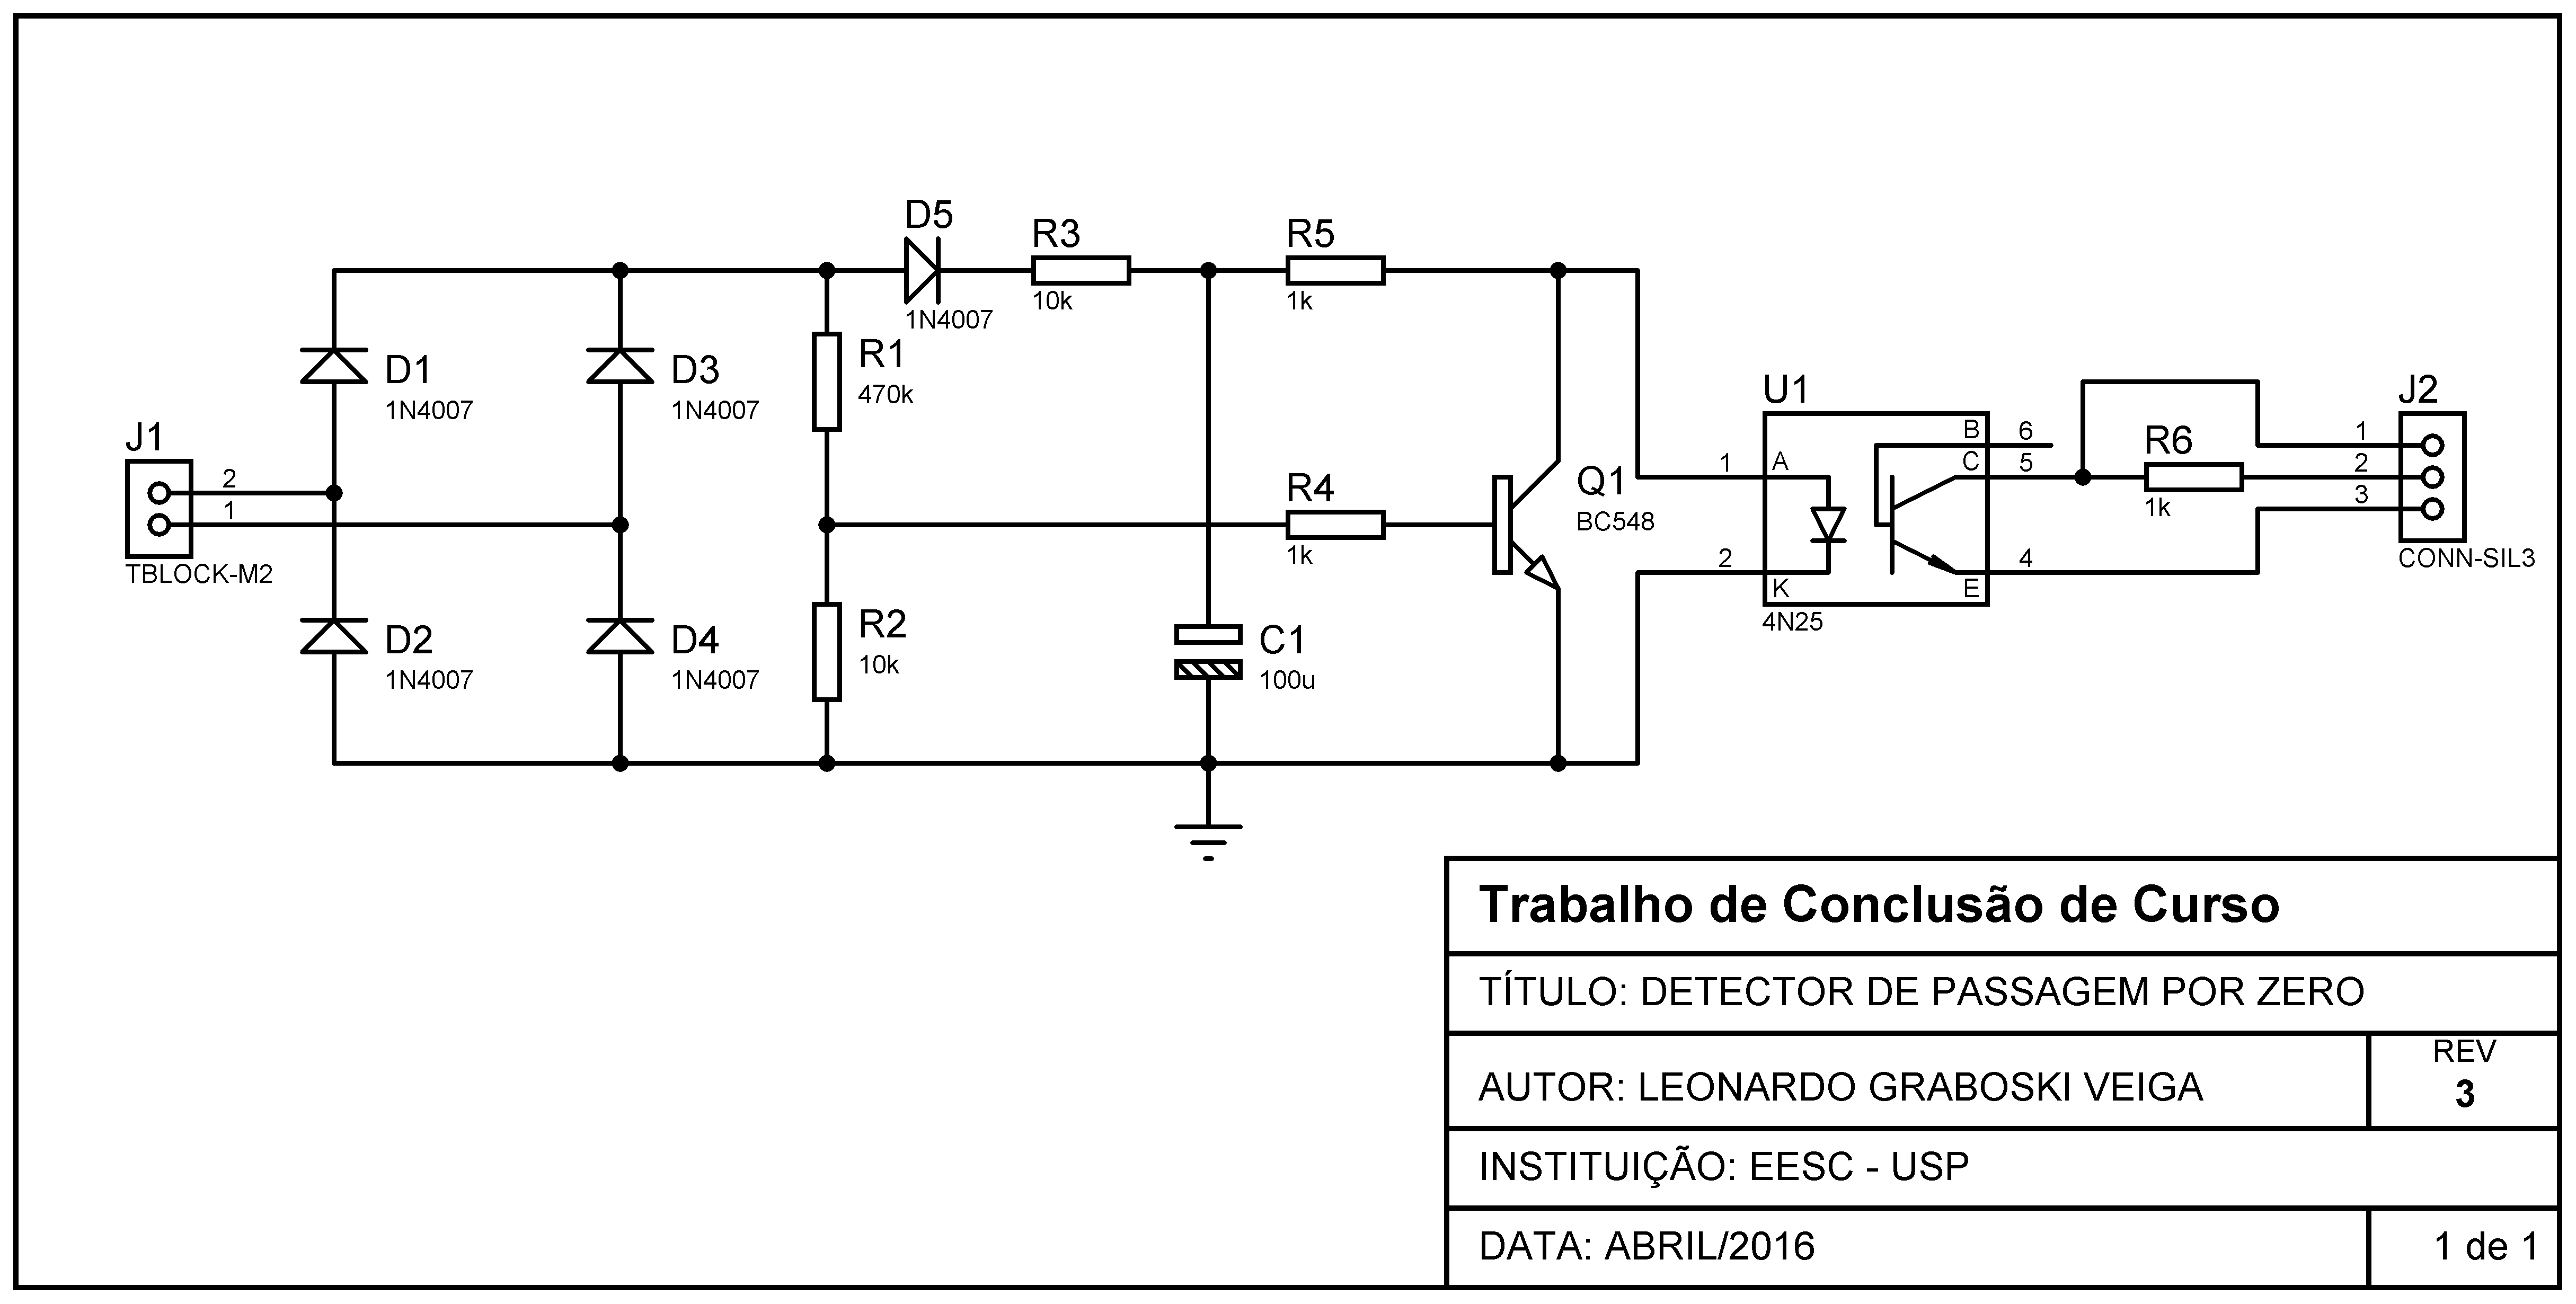 D5
1N4007
R3
10k
R5
1k
D1
1N4007
D3
1N4007
R1
470k
J1
2
1
TBLOCK-M2
R4
1k
Q1
BC548
U1
1
A
2
K
B
6
C
5
E
4
4N25
R6
1k
J2
1
2
3
CONN-SIL3
D2
1N4007
D4
1N4007
R2
10k
C1
100u
Trabalho de Conclusão de Curso
TÍTULO: DETECTOR DE PASSAGEM POR ZERO
AUTOR: LEONARDO GRABOSKI VEIGA
REV
3
INSTITUIÇÃO: EESC - USP
DATA: ABRIL/2016
1 de 1